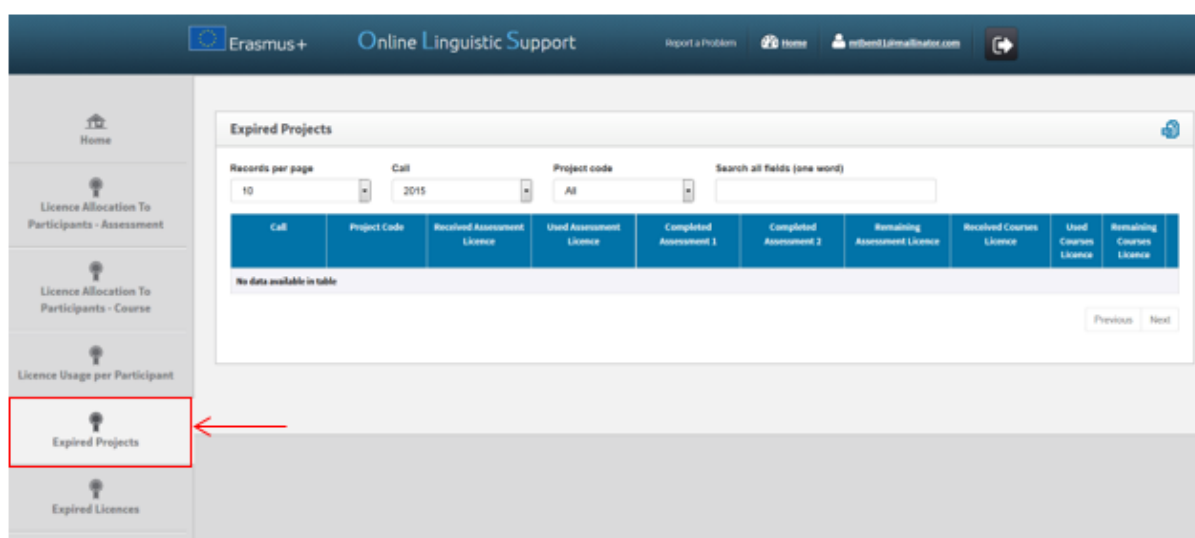 Erasmus+
Online Linguistic Support
Report a Problem
Home
Home
Licence Allocation To
Participants - Assessment
Licence Allocation To
Participants - Course
Licence Usage per Participant
Expired Projects
Expired Licences
Expired Projects
Records per page
Call
Project code
Search all fields (one word)
10
2015
All
Call
Project Code
Received Assessment
Licence
Used Assessment
Licence
Completed
Assessment 1
Completed
Assessment 2
Remaining
Assessment Licence
Received Courses
Licence
Used
Courses
Licence
Remaining
Courses
Licence
No data available in table
Previous
Next